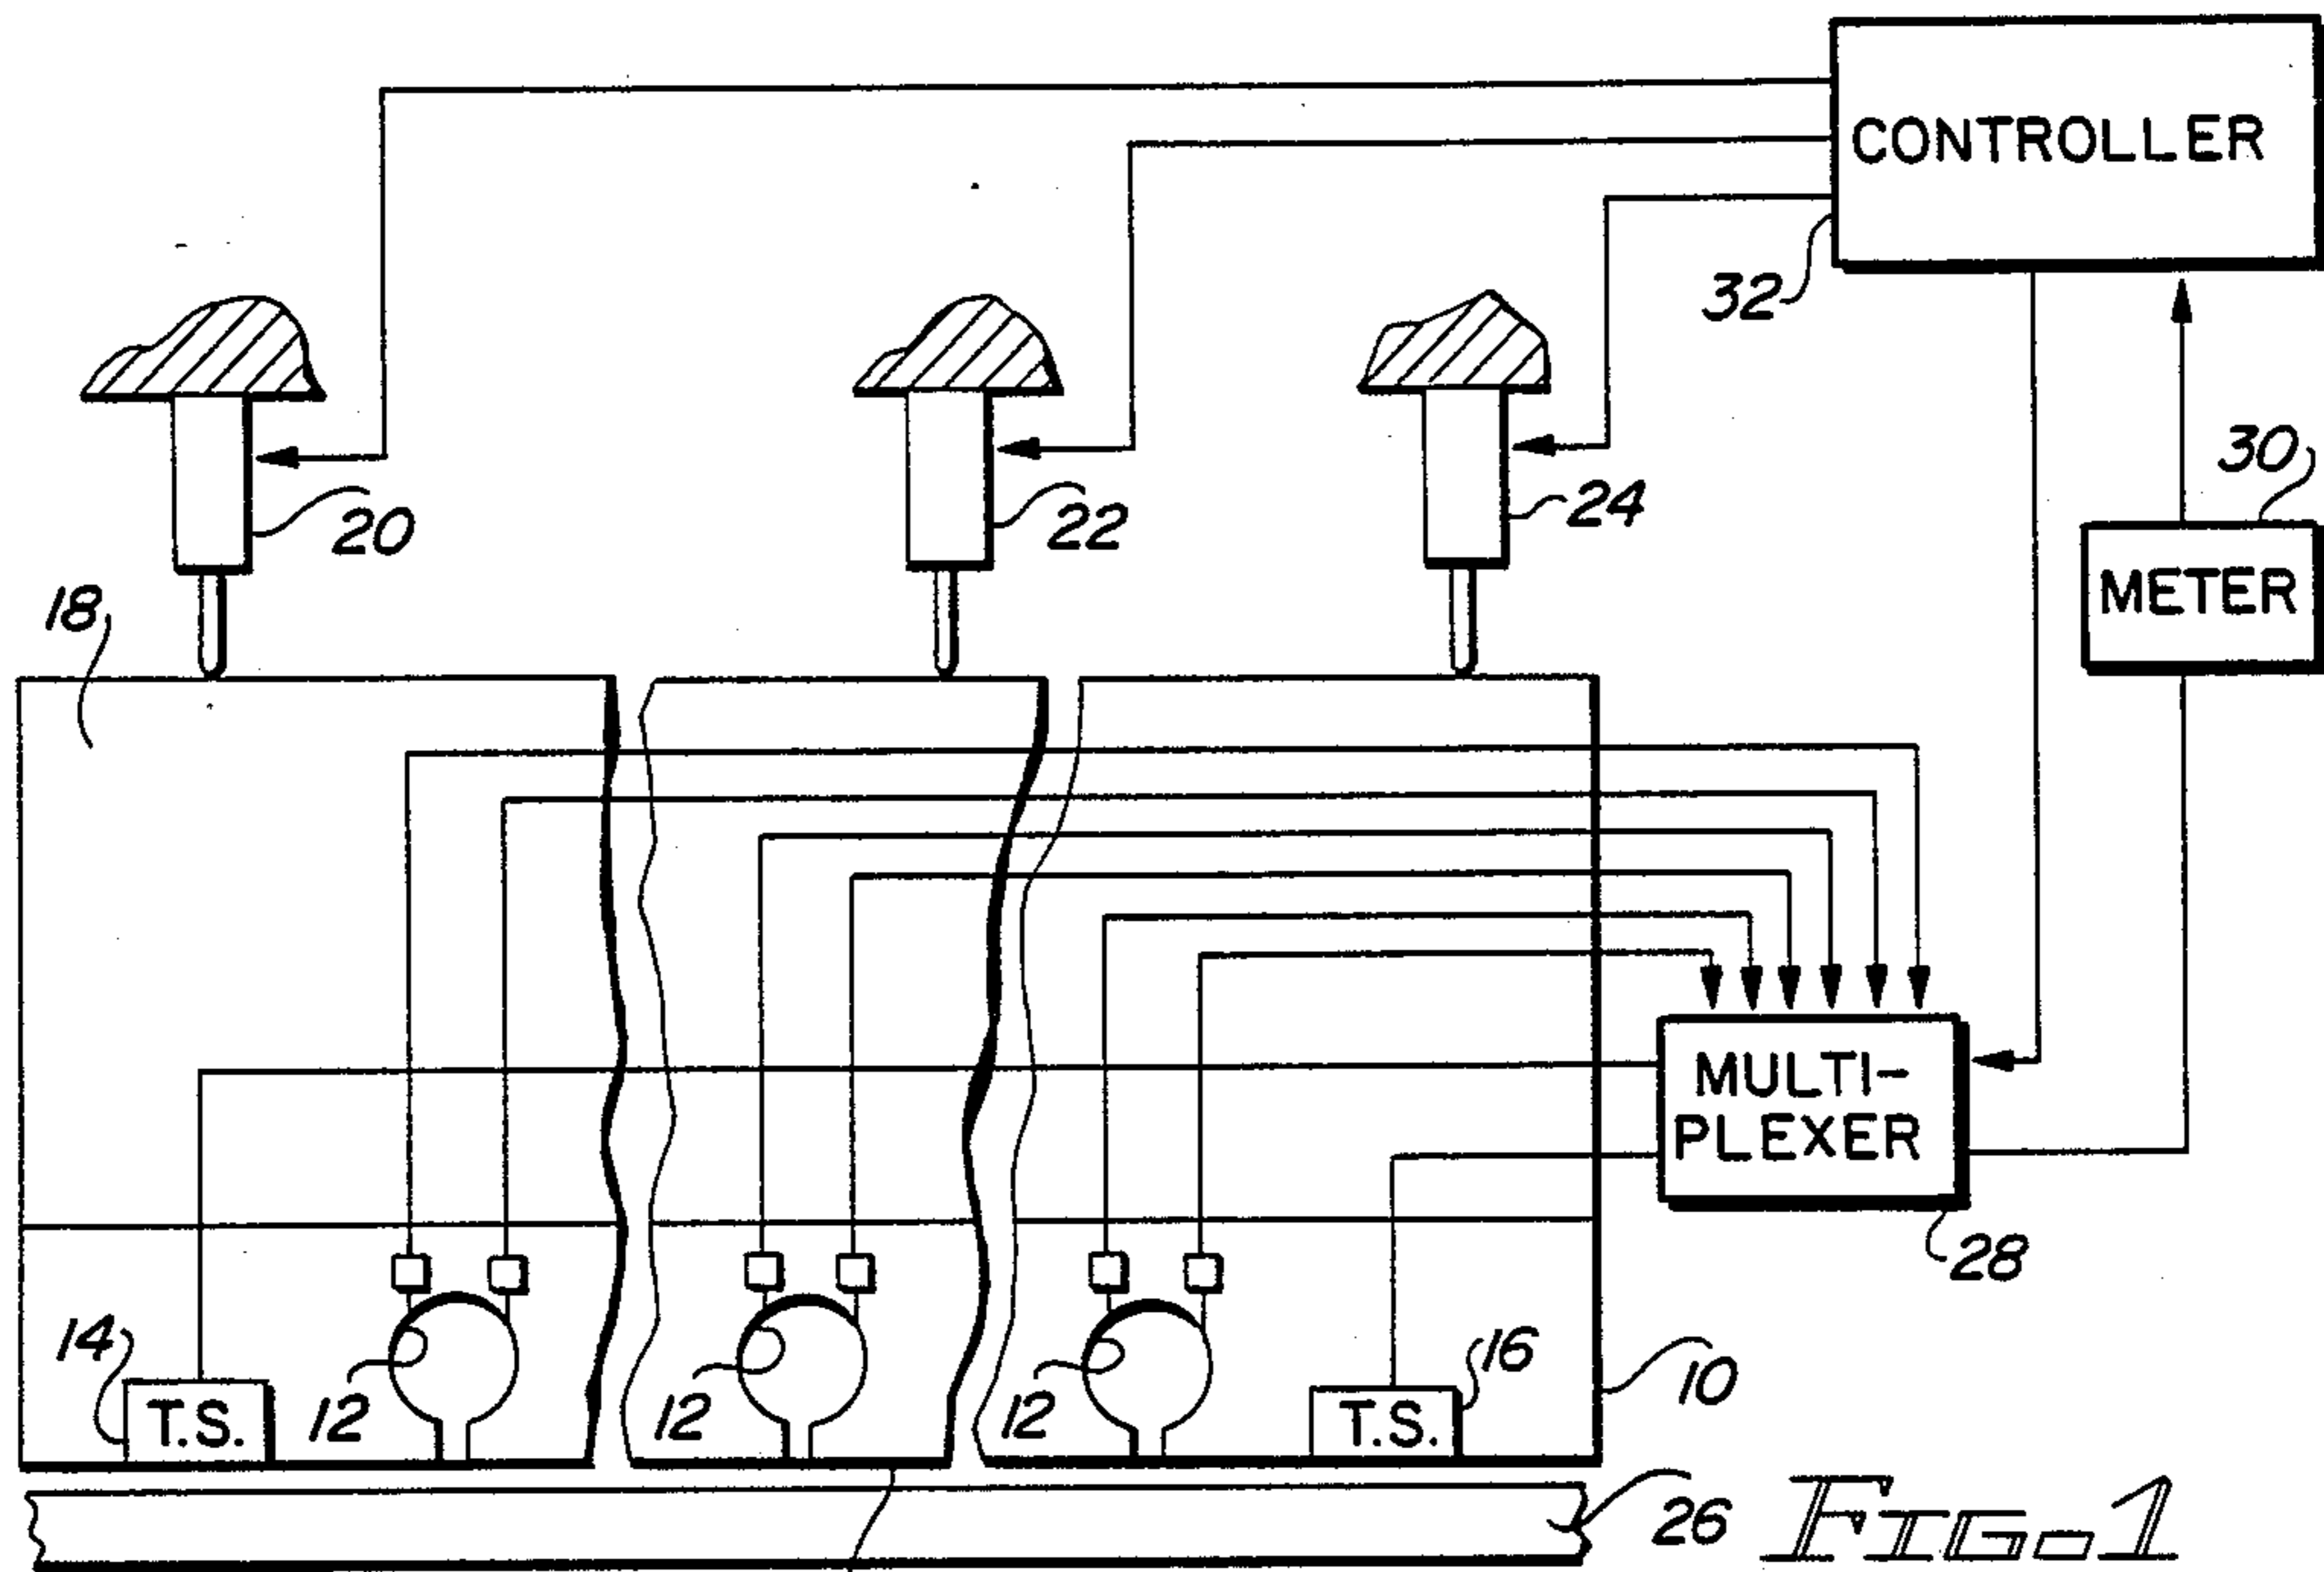 CONTROLLER
32
30
20
22
24
METER
18
MULTI-
PLEXER
28
14
T.S.
12
12
12
T.S.
16
10
26
FIG. 1